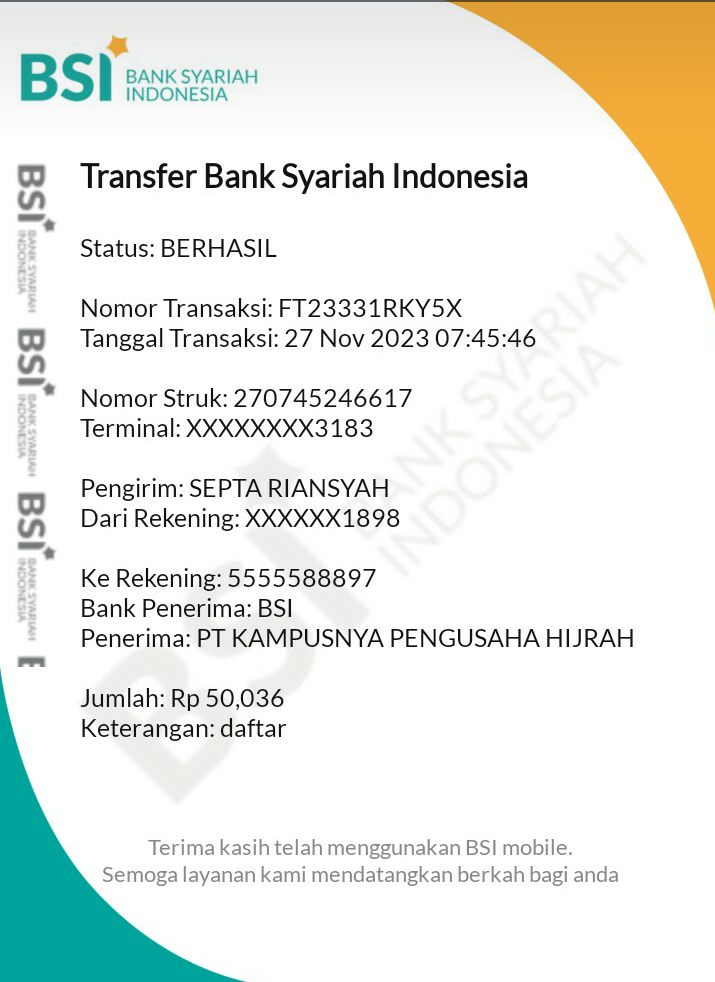 BSI BANK SYARIAH
INDONESIA
Transfer Bank Syariah Indonesia
Status: BERHASIL
Nomor Transaksi: FT23331RKY5X
Tanggal Transaksi: 27 Nov 2023 07:45:46
Nomor Struk: 270745246617
Terminal: XXXXXXXX3183
Pengirim: SEPTA RIANSYAH
Dari Rekening: XXXXXX1898
Ke Rekening: 5555588897
Bank Penerima: BSI
Penerima: PT KAMPUSNYA PENGUSAHA HIJRAH
Jumlah: Rp 50,036
Keterangan: daftar
Terima kasih telah menggunakan BSI mobile.
Semoga layanan kami mendatangkan berkah bagi anda
BSI BANK SYARIAH
INDONESIA
BSI BANK SYARIAH
INDONESIA
BSI BANK SYARIAH
INDONESIA
BSI BANK SYARIAH
INDONESIA